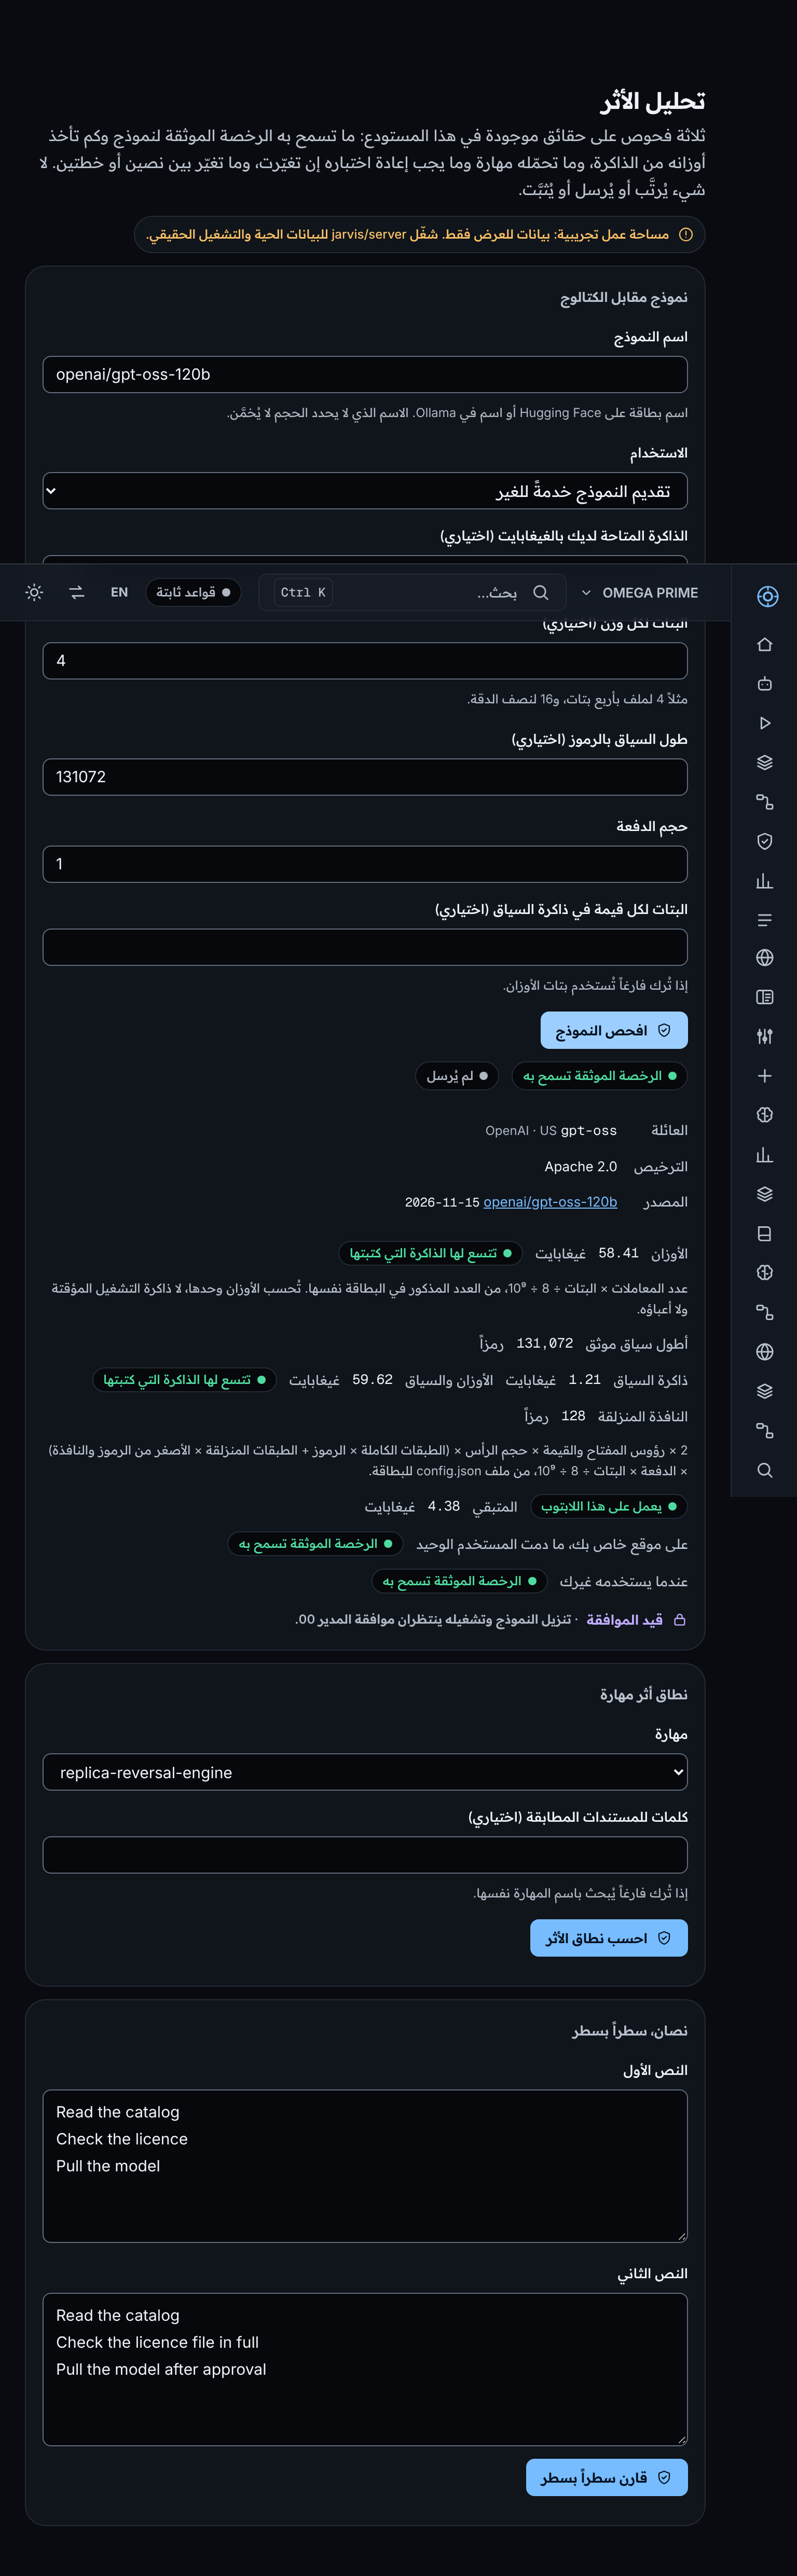 تحليل الأثر
ثلاثة فحوص على حقائق موجودة في هذا المستودع: ما تسمح به الرخصة الموثقة لنموذج وكم تأخذ
أوزانه من الذاكرة، وما تحمّله مهارة وما يجب إعادة اختباره إن تغيّرت، وما تغيّر بين نصين أو خطتين. لا
شيء يُرتَّب أو يُرسل أو يُثبَّت.
مساحة عمل تجريبية: بيانات للعرض فقط. شغّل jarvis/server للبيانات الحية والتشغيل الحقيقي.
نموذج مقابل الكتالوج
اسم النموذج
openai/gpt-oss-120b
اسم بطاقة على Hugging Face أو اسم في Ollama. الاسم الذي لا يحدد الحجم لا يُخمَّن.
الاستخدام
تقديم النموذج خدمةً للغير
الذاكرة المتاحة لديك بالغيغابايت (اختياري)
OMEGA PRIME
بحث...
Ctrl K
قواعد ثابتة
EN
البتات لكل وزن (اختياري)
4
مثلاً 4 لملف بأربع بتات، و16 لنصف الدقة.
طول السياق بالرموز (اختياري)
131072
حجم الدفعة
1
البتات لكل قيمة في ذاكرة السياق (اختياري)
إذا تُرك فارغاً تُستخدم بتات الأوزان.
افحص النموذج
الرخصة الموثقة تسمح به لم يُرسل
العائلة gpt-oss OpenAI · US
الترخيص Apache 2.0
المصدر openai/gpt-oss-120b 2026-11-15
الأوزان 58.41 غيغابايت تتسع لها الذاكرة التي كتبتها
عدد المعاملات × البتات ÷ 8 ÷ 10⁹، من العدد المذكور في البطاقة نفسها. تُحسب الأوزان وحدها، لا ذاكرة التشغيل المؤقتة
ولا أعباؤه.
أطول سياق موثق 131,072 رمزاً
ذاكرة السياق 1.21 غيغابايت الأوزان والسياق 59.62 غيغابايت تتسع لها الذاكرة التي كتبتها
النافذة المنزلقة 128 رمزاً
2 × رؤوس المفتاح والقيمة × حجم الرأس × (الطبقات الكاملة × الرموز + الطبقات المنزلقة × الأصغر من الرموز والنافذة)
× الدفعة × البتات ÷ 8 ÷ 10⁹، من ملف config.json للبطاقة.
يعمل على هذا اللابتوب المتبقي 4.38 غيغابايت
على موقع خاص بك، ما دمت المستخدم الوحيد الرخصة الموثقة تسمح به
عندما يستخدمه غيرك الرخصة الموثقة تسمح به
قيد الموافقة · تنزيل النموذج وتشغيله ينتظران موافقة المدير 00.
نطاق أثر مهارة
مهارة
replica-reversal-engine
كلمات للمستندات المطابقة (اختياري)
إذا تُرك فارغاً يُبحث باسم المهارة نفسها.
احسب نطاق الأثر
نصان، سطراً بسطر
النص الأول
Read the catalog
Check the licence
Pull the model
النص الثاني
Read the catalog
Check the licence file in full
Pull the model after approval
قارن سطراً بسطر